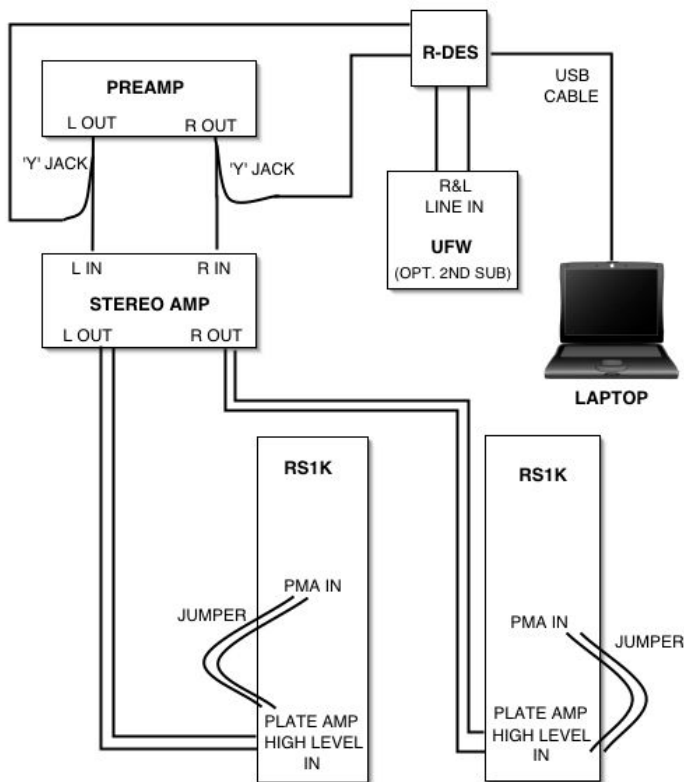 R-DES
USB
CABLE
PREAMP
L OUT
R OUT
'Y' JACK
'Y' JACK
R&L
LINE IN
UFW
(OPT. 2ND SUB)
L IN
R IN
STEREO AMP
L OUT
R OUT
LAPTOP
RS1K
PMA IN
JUMPER
PLATE AMP
HIGH LEVEL
IN
RS1K
PMA IN
JUMPER
PLATE AMP
HIGH LEVEL
IN